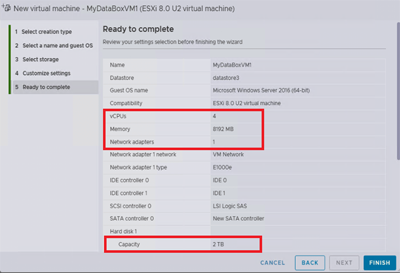 New virtual machine - MyDataBoxVM1 (ESXi 8.0 U2 virtual machine)
1 Select creation type
2 Select a name and guest OS
3 Select storage
4 Customize settings
5 Ready to complete
Ready to complete
Review your settings selection before finishing the wizard
Name MyDataBoxVM1
Datastore datastore3
Guest OS name Microsoft Windows Server 2016 (64-bit)
Compatibility ESXi 8.0 U2 virtual machine
vCPUs 4
Memory 8192 MB
Network adapters 1
Network adapter 1 network VM Network
Network adapter 1 type E1000e
IDE controller 0 IDE 0
IDE controller 1 IDE 1
SCSI controller 0 LSI Logic SAS
SATA controller 0 New SATA controller
Hard disk 1
Capacity 2 TB
CANCEL BACK NEXT FINISH